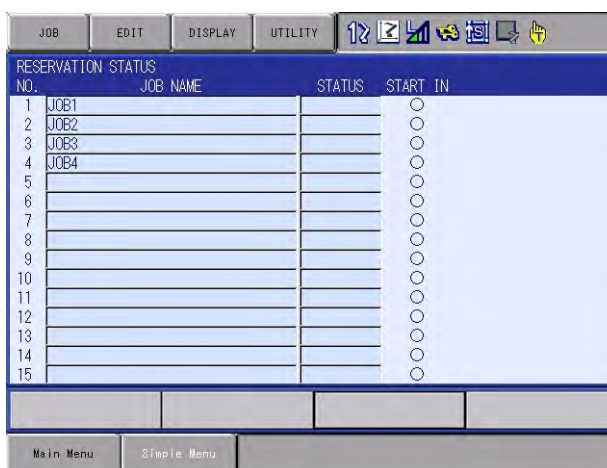 JOB EDIT DISPLAY UTILITY
RESERVATION STATUS
NO. JOB NAME STATUS START IN
1 JOB1
2 JOB2
3 JOB3
4 JOB4
5
6
7
8
9
10
11
12
13
14
15
Main Menu Simple Menu